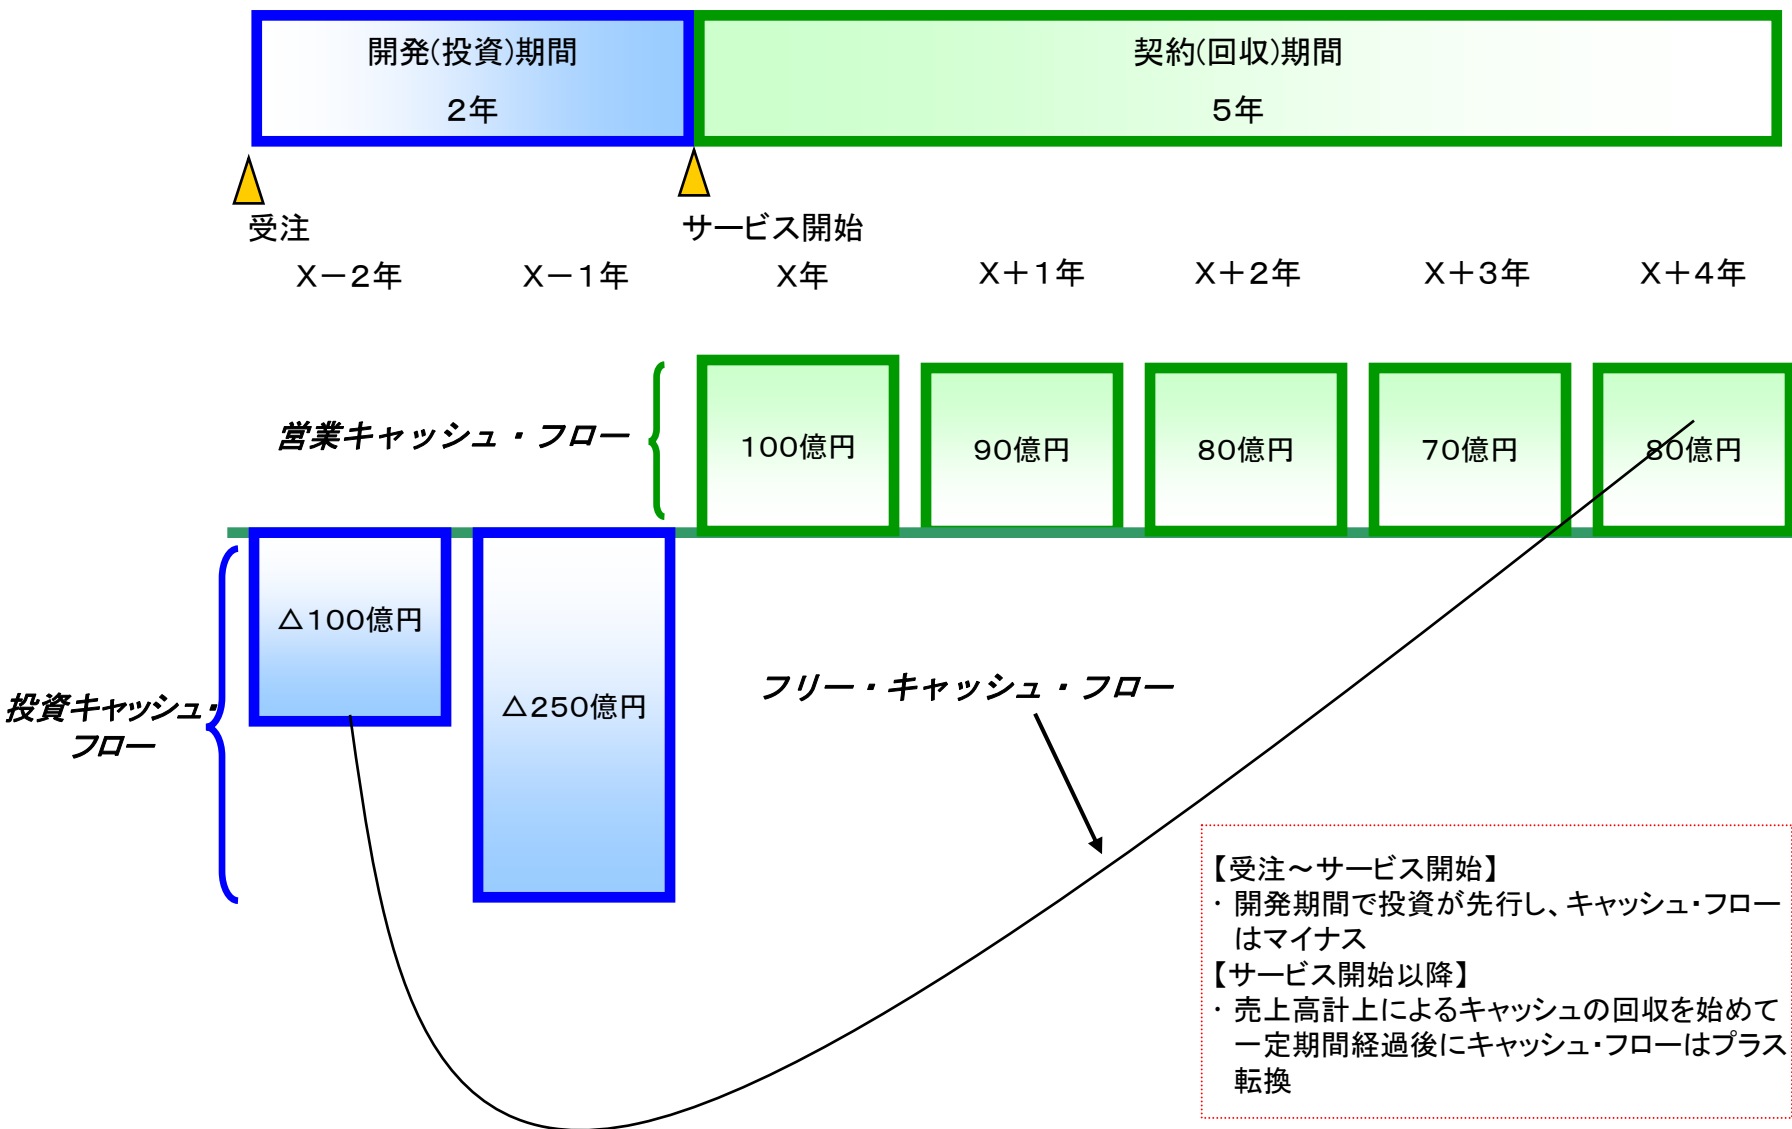 開発(投資)期間
2年
契約(回収)期間
5年
受注
サービス開始
X－2年
X－1年
X年
X＋1年
X＋2年
X＋3年
X＋4年
営業キャッシュ・フロー
100億円
90億円
80億円
70億円
80億円
△100億円
△250億円
投資キャッシュ・
フロー
フリー・キャッシュ・フロー
【受注～サービス開始】
・開発期間で投資が先行し、キャッシュ・フロー
はマイナス
【サービス開始以降】
・売上高計上によるキャッシュの回収を始めて
一定期間経過後にキャッシュ・フローはプラス
転換